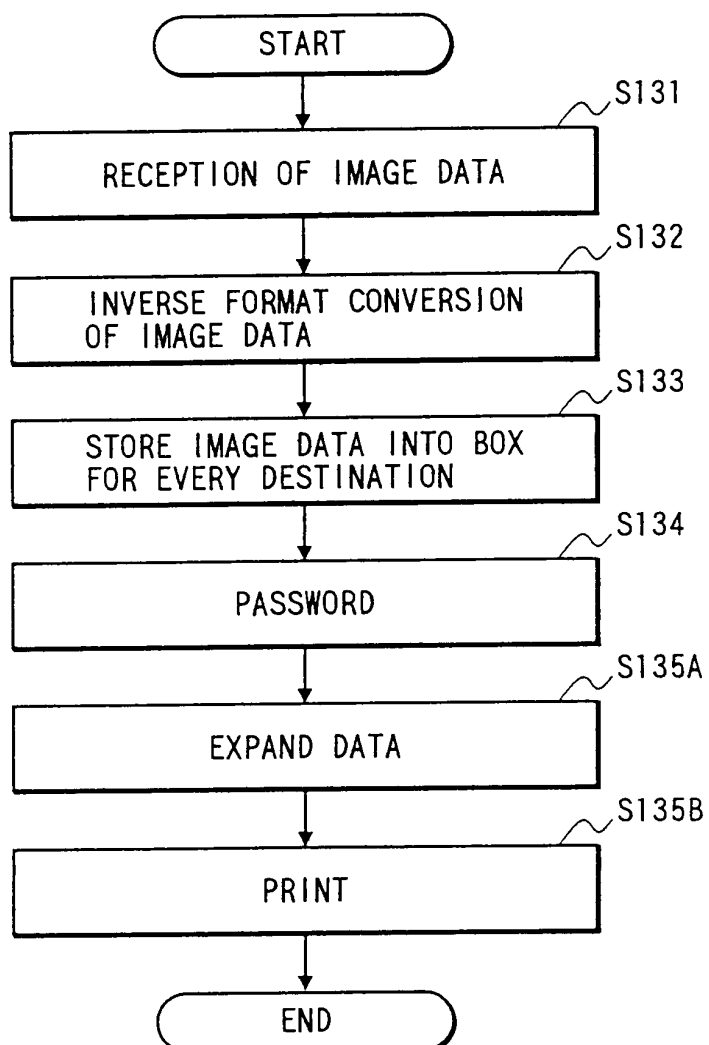 START
S131
RECEPTION OF IMAGE DATA
S132
INVERSE FORMAT CONVERSION
OF IMAGE DATA
S133
STORE IMAGE DATA INTO BOX
FOR EVERY DESTINATION
S134
PASSWORD
S135A
EXPAND DATA
S135B
PRINT
END